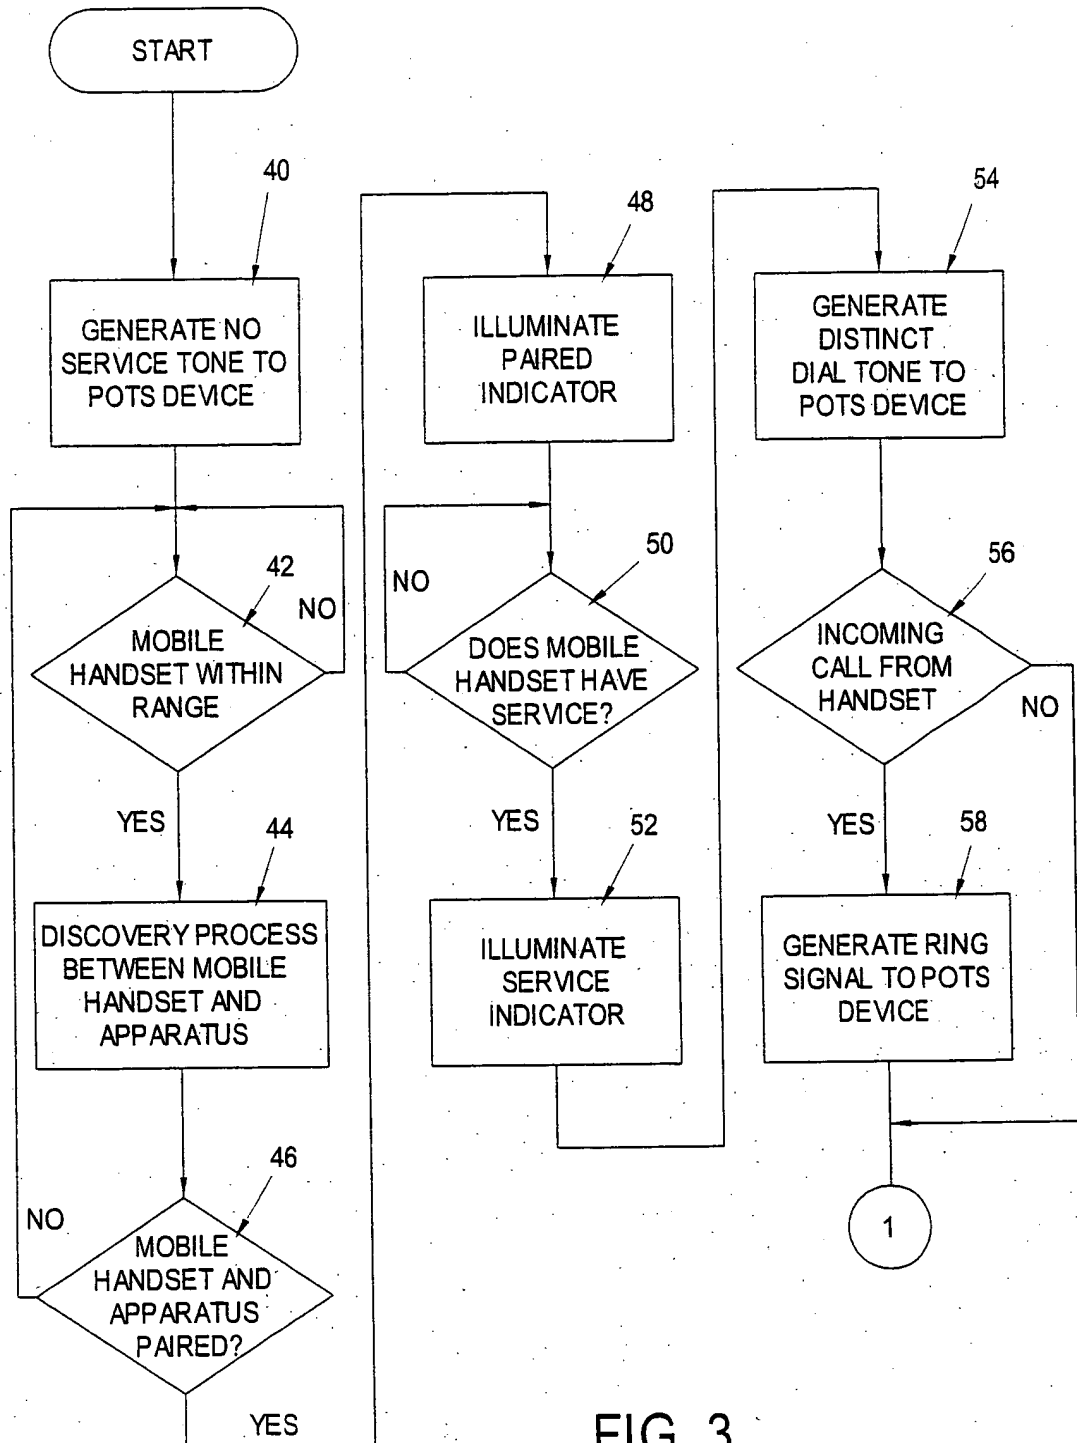 START
40
GENERATE NO
SERVICE TONE TO
POTS DEVICE
42
NO
MOBILE
HANDSET WITHIN
RANGE
YES
44
DISCOVERY PROCESS
BETWEEN MOBILE
HANDSET AND
APPARATUS
46
NO
MOBILE
HANDSET AND
APPARATUS
PAIRED?
YES
48
ILLUMINATE
PAIRED
INDICATOR
50
NO
DOES MOBILE
HANDSET HAVE
SERVICE?
YES
52
ILLUMINATE
SERVICE
INDICATOR
54
GENERATE
DISTINCT
DIAL TONE TO
POTS DEVICE
56
INCOMING
CALL FROM
HANDSET
NO
YES
58
GENERATE RING
SIGNAL TO POTS
DEVICE
1
FIG. 3